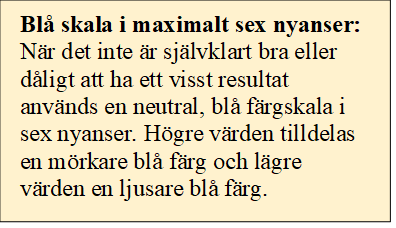 Blå skala i maximalt sex nyanser:
När det inte är självklart bra eller
dåligt att ha ett visst resultat
används en neutral, blå färgskala i
sex nyanser. Högre värden tilldelas
en mörkare blå färg och lägre
värden en ljusare blå färg.